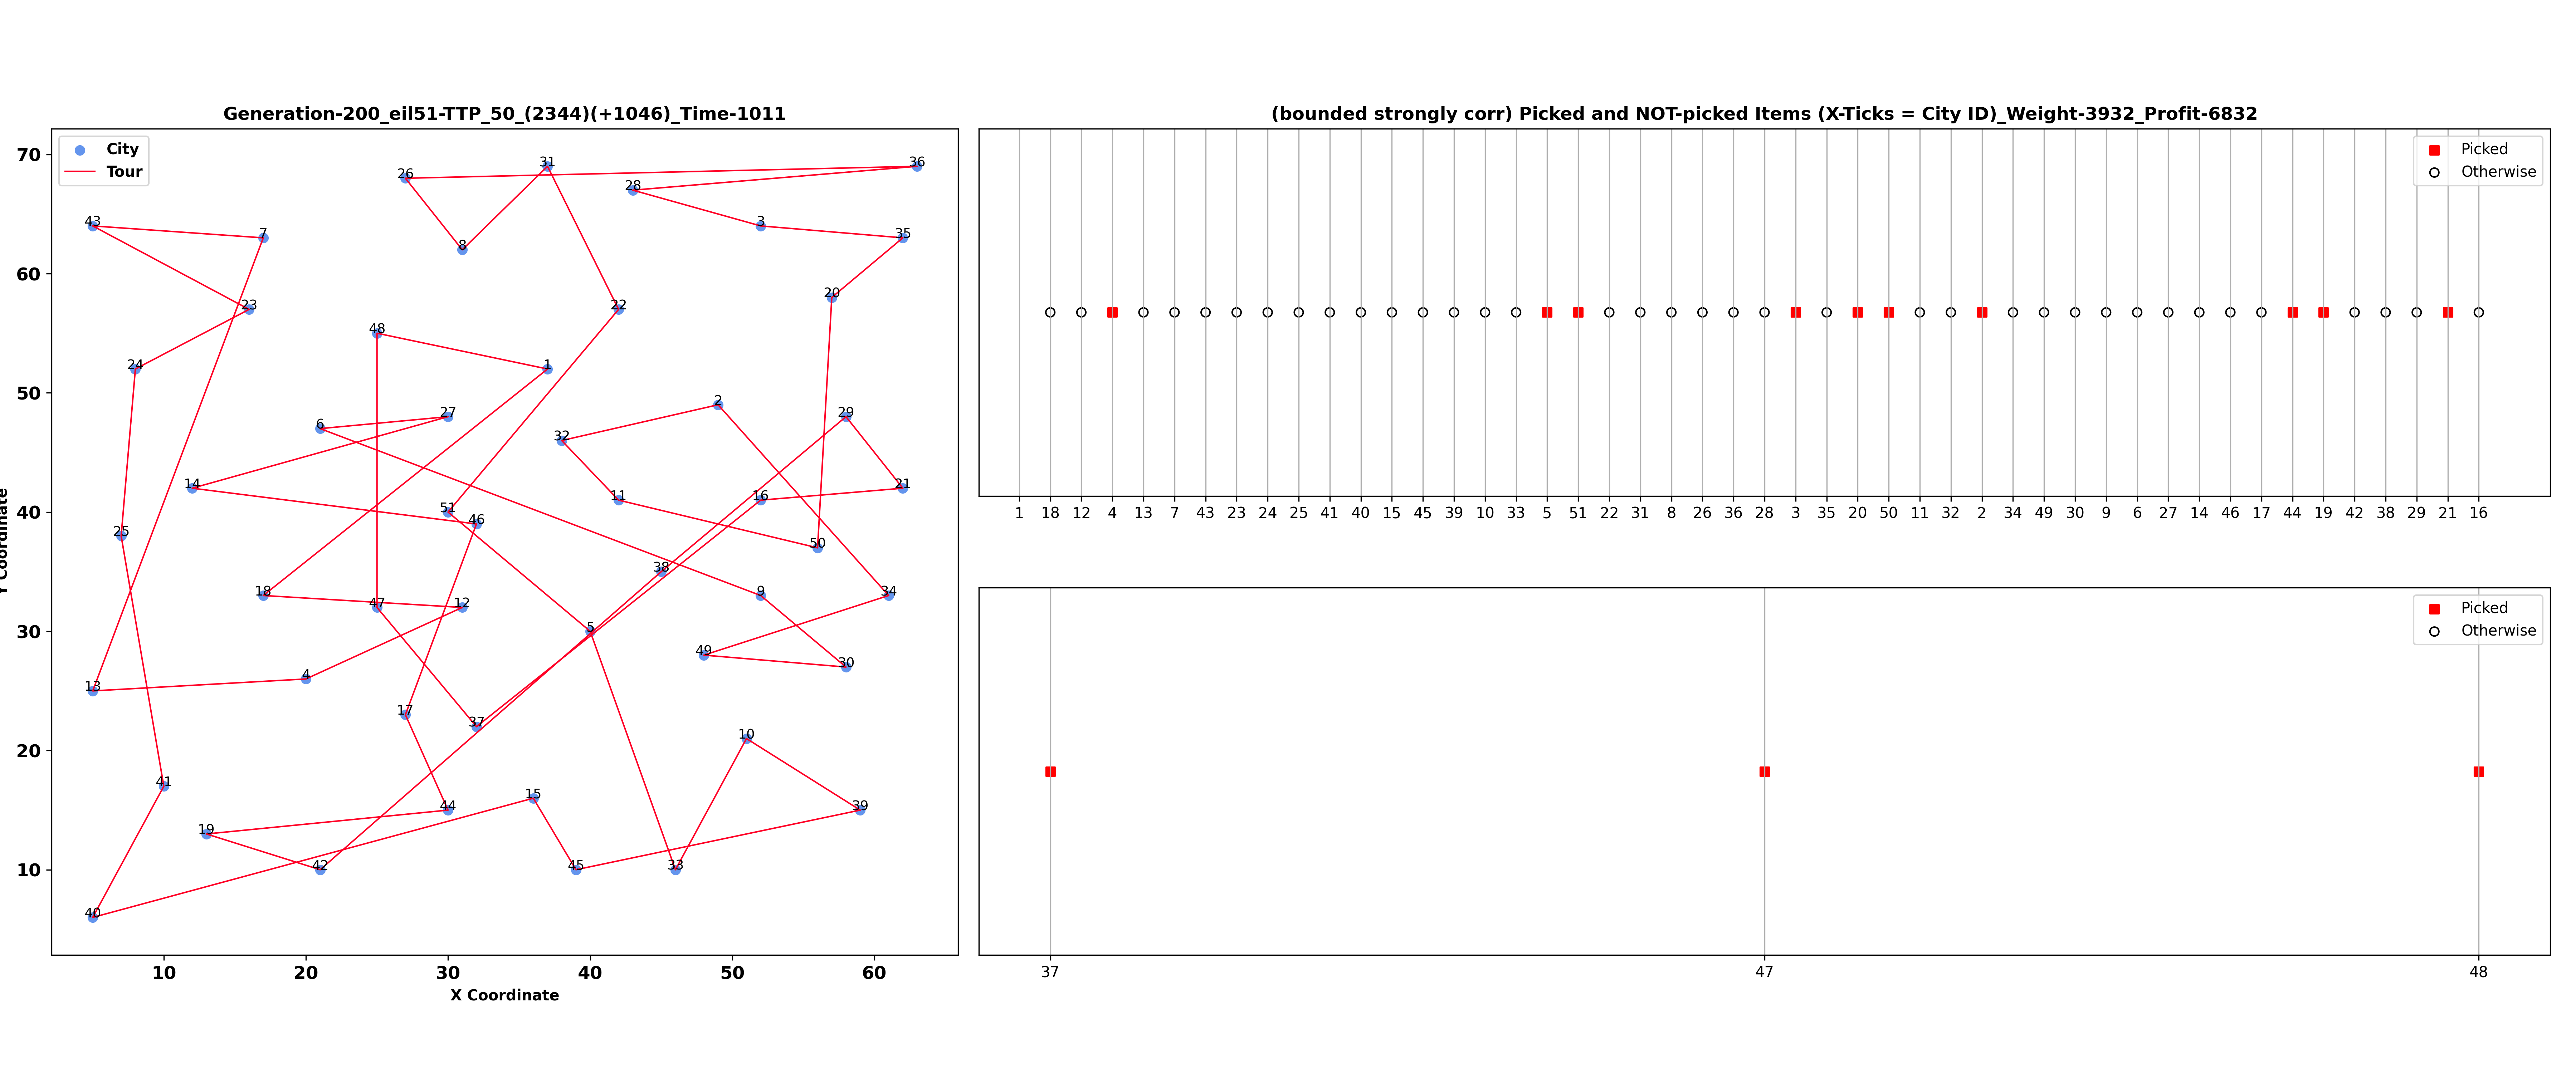 Generation-200_eil51-TTP_50_(2344)(+1046)_Time-1011
City
Tour
70
60
50
40
30
20
10
Y Coordinate
10 20 30 40 50 60
X Coordinate
26 31 36
28
43 7 8 3 35
23 22 20
48
24 1
6 27 2 29
32
14 11 16 21
51 46
25 50
38
18 47 12 9 34
5
49 30
13 4
17 37
10
41 15 44 39
19
42 45 33
40
(bounded strongly corr) Picked and NOT-picked Items (X-Ticks = City ID)_Weight-3932_Profit-6832
Picked
Otherwise
1 18 12 4 13 7 43 23 24 25 41 40 15 45 39 10 33 5 51 22 31 8 26 36 28 3 35 20 50 11 32 2 34 49 30 9 6 27 14 46 17 44 19 42 38 29 21 16
Picked
Otherwise
37 47 48